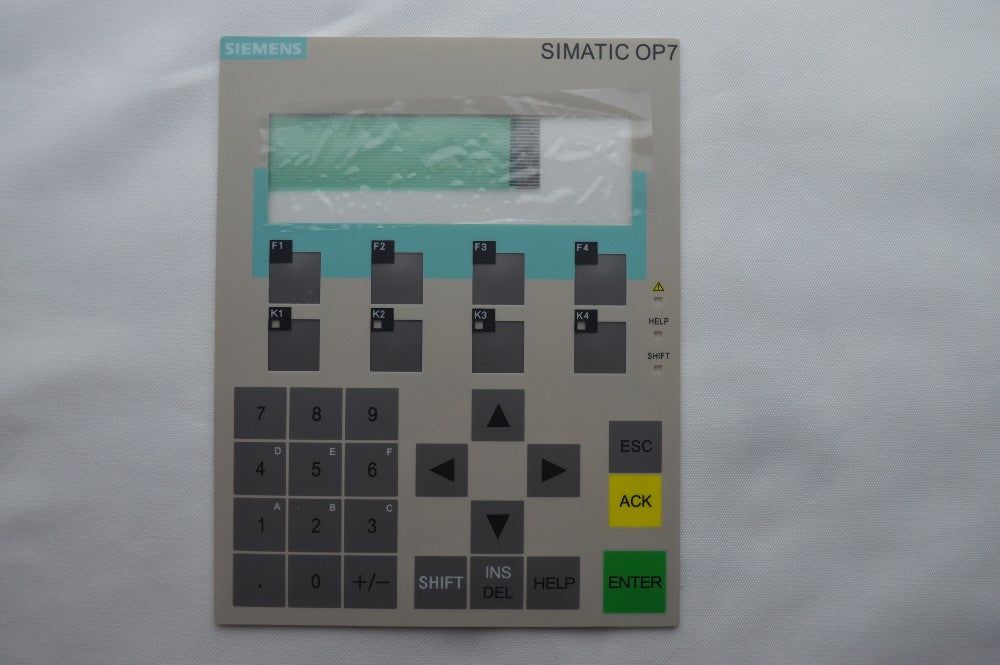 SIEMENS
SIMATIC OP7
F1 F2 F3 F4
K1 K2 K3 K4
HELP
SHIFT
7 8 9
ESC
D E F
4 5 6
ACK
A B C
1 2 3
. 0 +/−
SHIFT
INS
DEL
HELP
ENTER